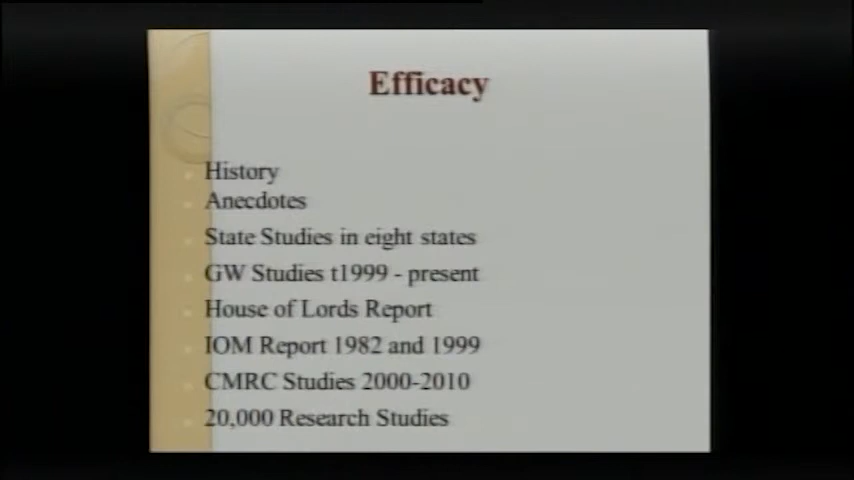 Efficacy
History
Anecdotes
State Studies in eight states
GW Studies t1999 - present
House of Lords Report
IOM Report 1982 and 1999
CMRC Studies 2000-2010
20,000 Research Studies